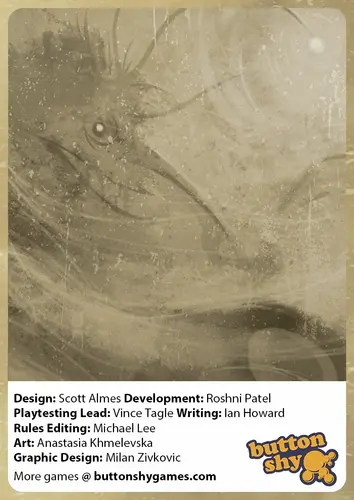 Design: Scott Almes Development: Roshni Patel
Playtesting Lead: Vince Tagle Writing: Ian Howard
Rules Editing: Michael Lee
Art: Anastasia Khmelevska
Graphic Design: Milan Zivkovic
More games @ buttonshygames.com
button
shy